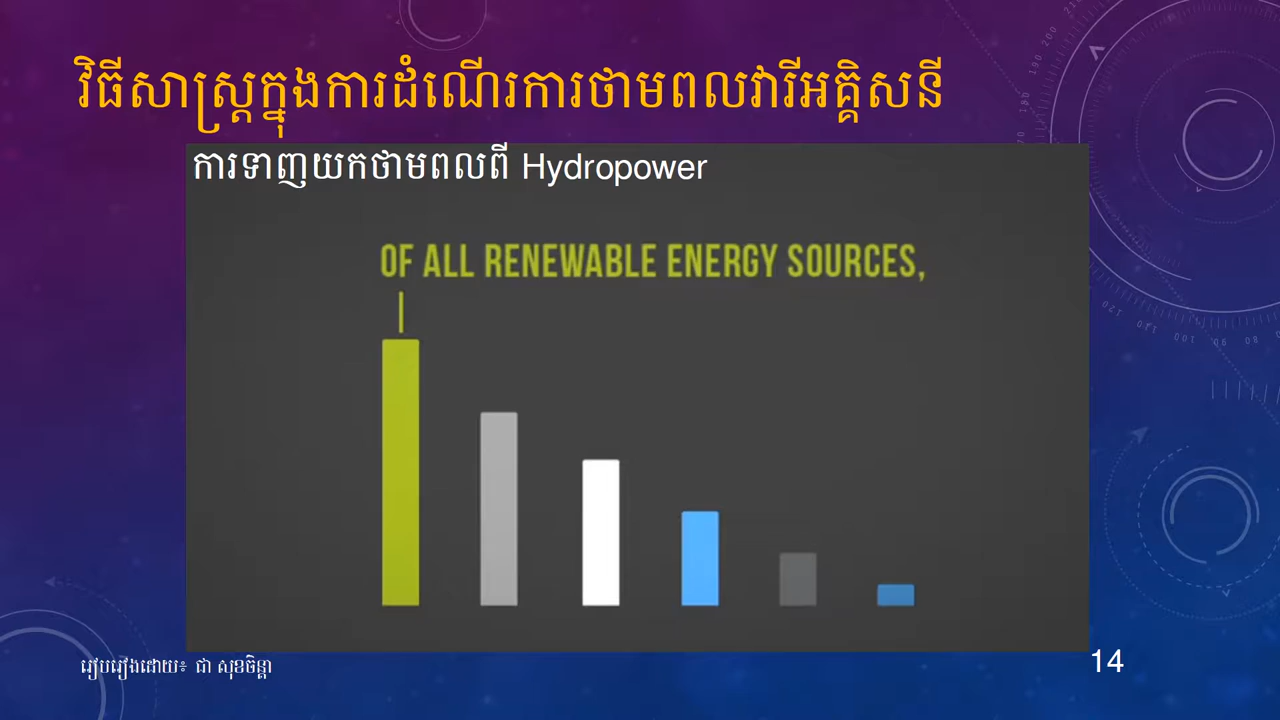 វិធីសាស្ត្រក្នុងការដំណើរការថាមពលវារីអគ្គិសនី
ការទាញយកថាមពលពី Hydropower
OF ALL RENEWABLE ENERGY SOURCES,
រៀបរៀងដោយ៖ ជា សុខចិន្តា
14